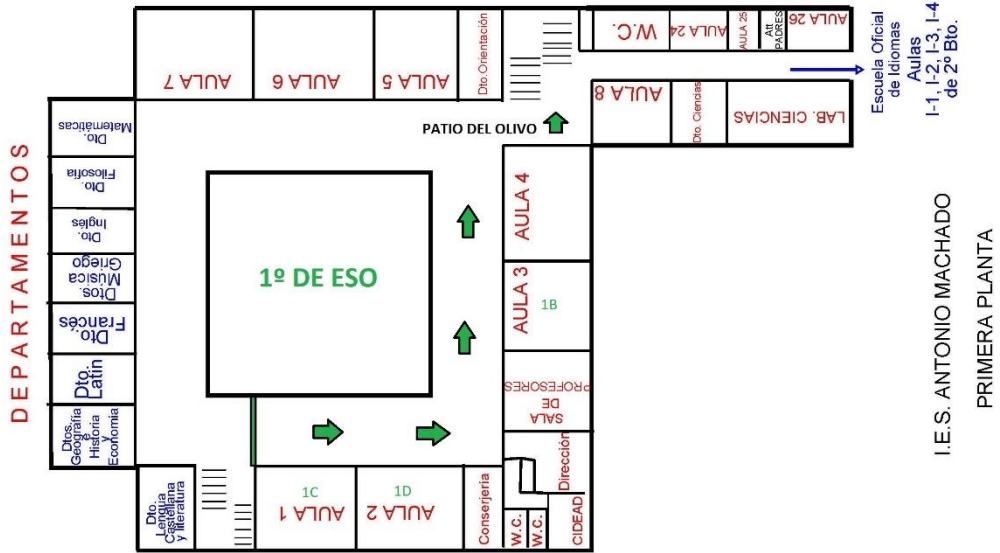 W.C.
AULA 24
AULA 25
Att.
PADRES
AULA 26
Escuela Oficial
de Idiomas
Aulas
I-1, I-2, I-3, I-4
de 2º Bto.
AULA 7
AULA 6
AULA 5
Dto. Orientación
AULA 8
Dto. Ciencias
LAB. CIENCIAS
PATIO DEL OLIVO
DEPARTAMENTOS
Dto.
Matemáticas
Dto.
Filosofía
Dto.
Inglés
Dtos.
Musica
Griego
Dto.
Francés
Dto.
Latin
Dtos.
Geografía
e
Historia
y
Economía
1º DE ESO
AULA 4
AULA 3
1B
SALA
DE
PROFESORES
Dirección
CIDEAD
W.C.
W.C.
Conserjería
1D
AULA 2
1C
AULA 1
Dto.
Lengua
Castellana
y literatura
I.E.S. ANTONIO MACHADO
PRIMERA PLANTA